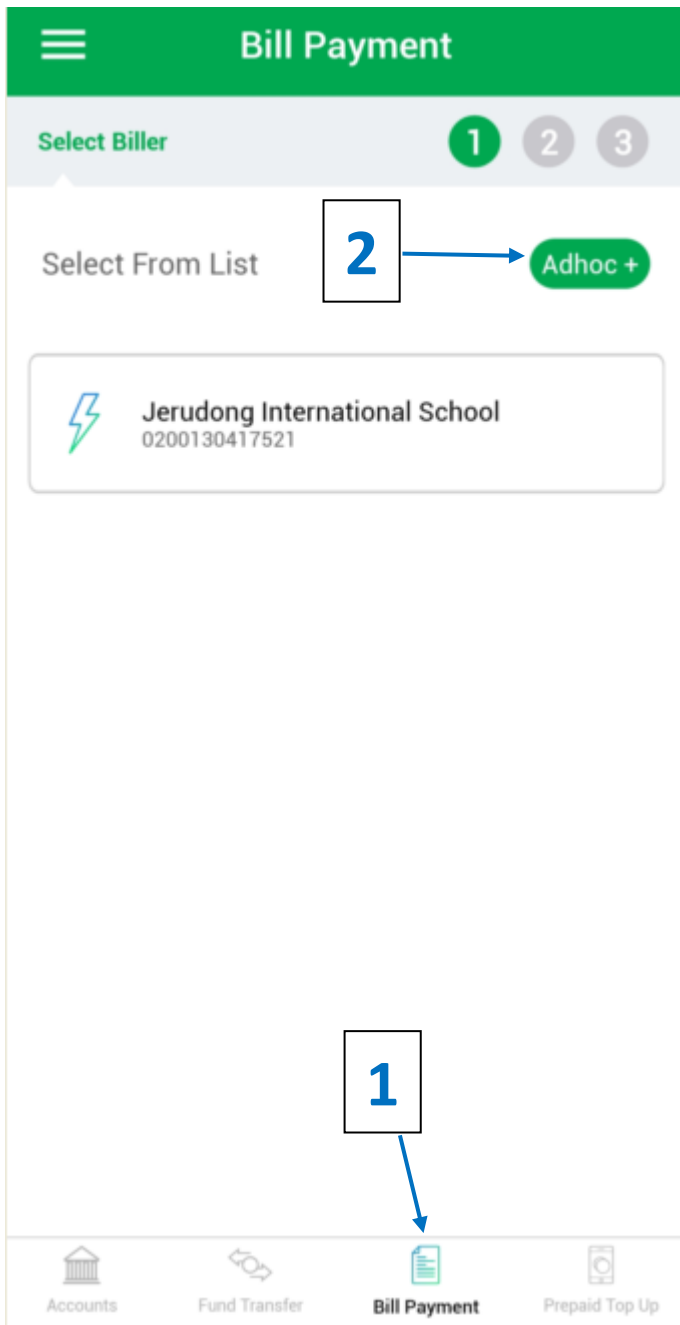 Bill Payment
Select Biller 1 2 3
Select From List 2 Adhoc +
Jerudong International School
0200130417521
1
Accounts Fund Transfer Bill Payment Prepaid Top Up